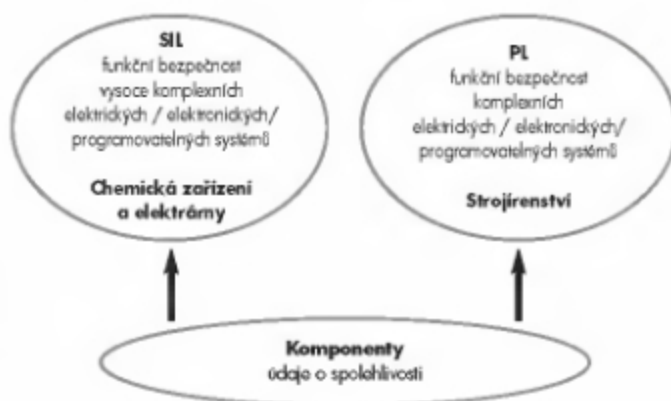 SIL
funkční bezpečnost
vysoce komplexních
elektrických / elektronických/
programovatelných systémů
Chemická zařízení
a elektrárny
PL
funkční bezpečnost
komplexních
elektrických / elektronických/
programovatelných systémů
Strojírenství
Komponenty
údaje o spolehlivosti